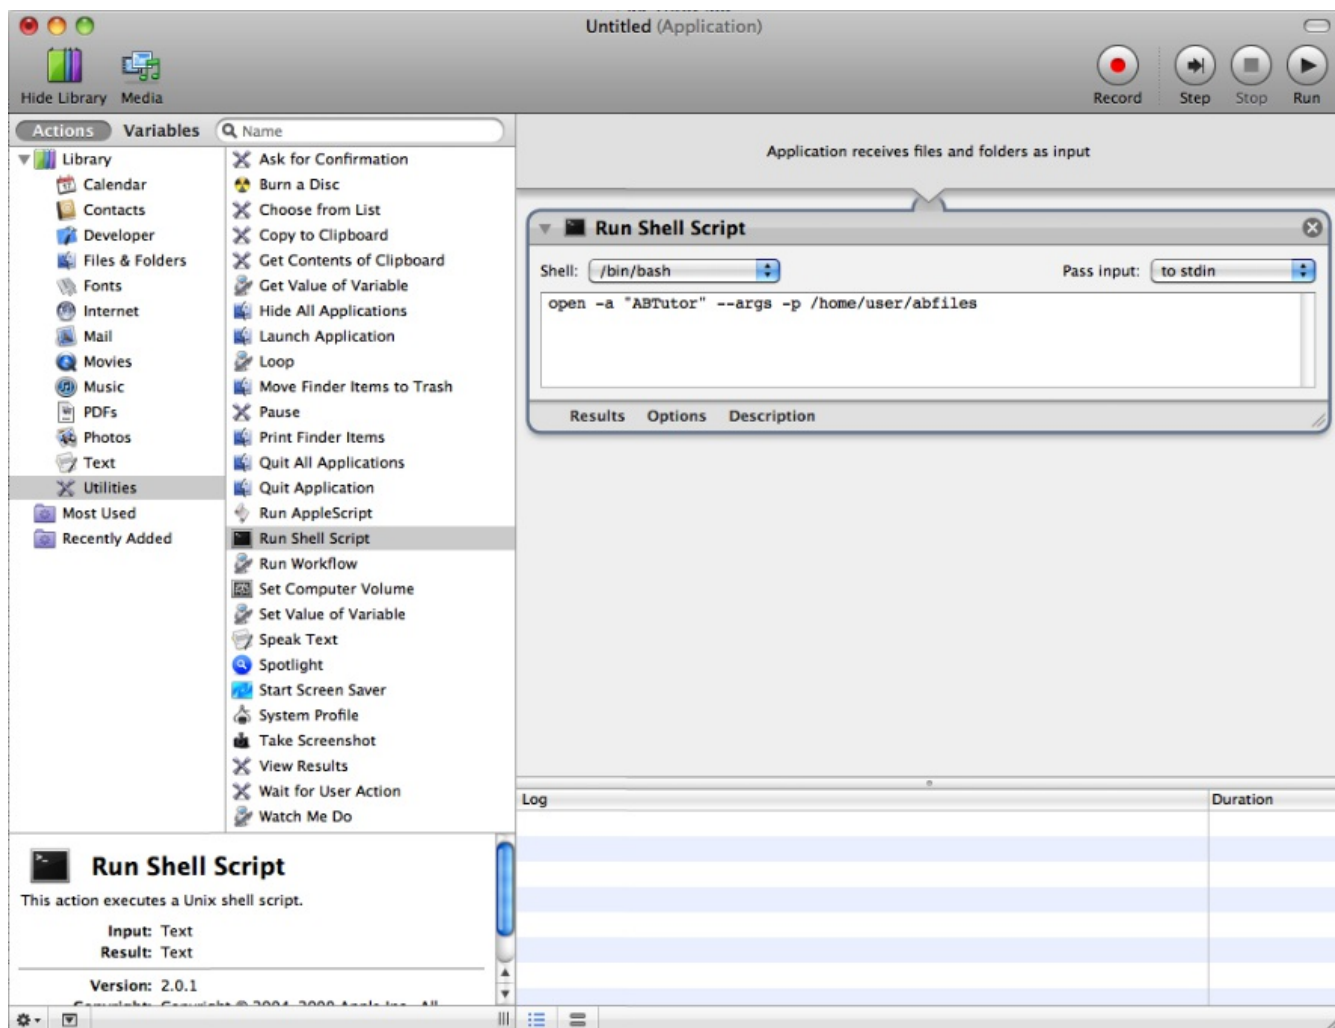 Untitled (Application)
Hide Library Media
Record Step Stop Run
Actions Variables Name
Library
Calendar
Contacts
Developer
Files & Folders
Fonts
Internet
Mail
Movies
Music
PDFs
Photos
Text
Utilities
Most Used
Recently Added
Ask for Confirmation
Burn a Disc
Choose from List
Copy to Clipboard
Get Contents of Clipboard
Get Value of Variable
Hide All Applications
Launch Application
Loop
Move Finder Items to Trash
Pause
Print Finder Items
Quit All Applications
Quit Application
Run AppleScript
Run Shell Script
Run Workflow
Set Computer Volume
Set Value of Variable
Speak Text
Spotlight
Start Screen Saver
System Profile
Take Screenshot
View Results
Wait for User Action
Watch Me Do
Run Shell Script
This action executes a Unix shell script.
Input: Text
Result: Text
Version: 2.0.1
Application receives files and folders as input
Run Shell Script
Shell: /bin/bash Pass input: to stdin
open -a "ABTutor" --args -p /home/user/abfiles
Results Options Description
Log Duration